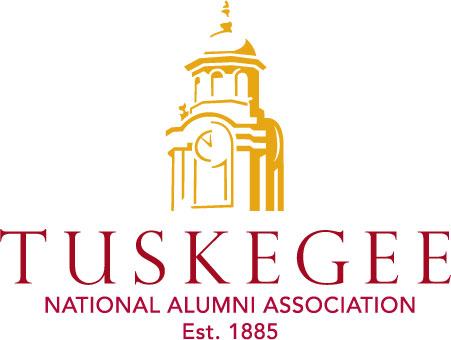 TUSKEGEE
NATIONAL ALUMNI ASSOCIATION
Est. 1885